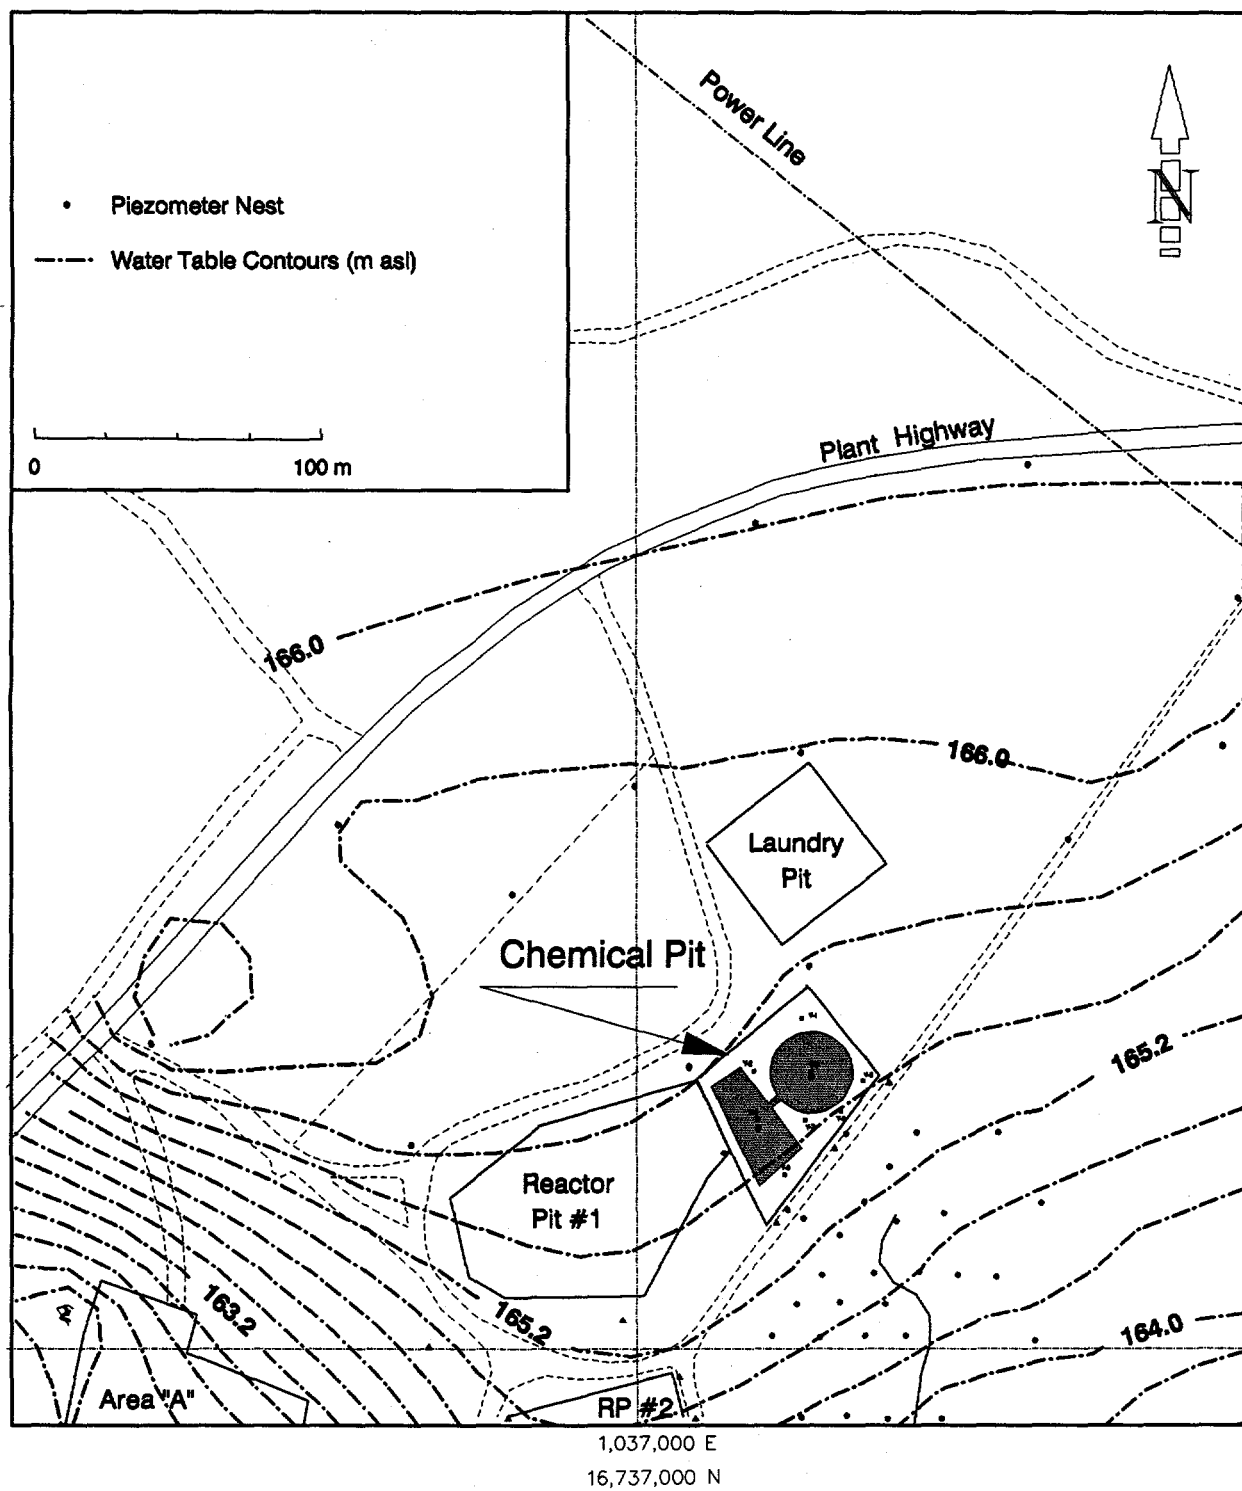 Power Line
N
Piezometer Nest
Water Table Contours (m asl)
0
100 m
Plant Highway
166.0
166.0
Laundry
Pit
Chemical Pit
165.2
Reactor
Pit #1
163.2
165.2
164.0
Area "A"
RP #2
1,037,000 E
16,737,000 N